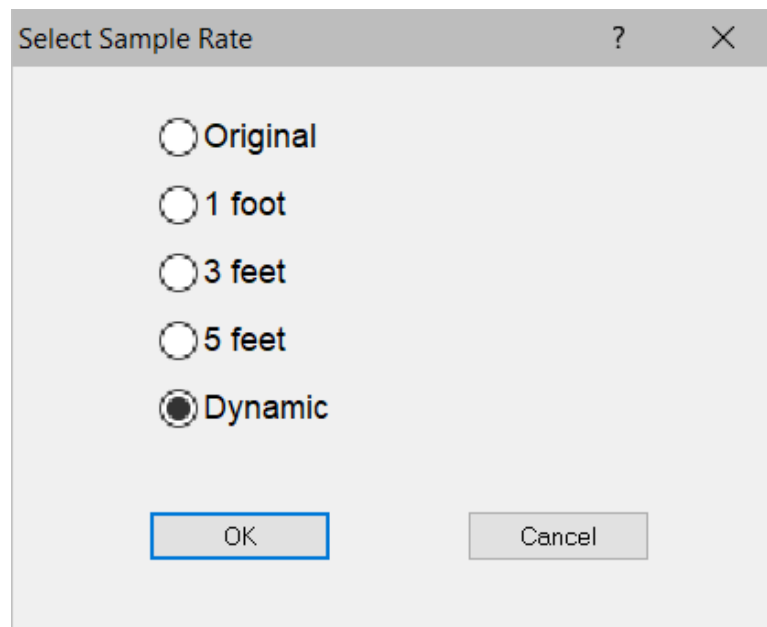 Select Sample Rate ?
Original
1 foot
3 feet
5 feet
Dynamic
OK Cancel